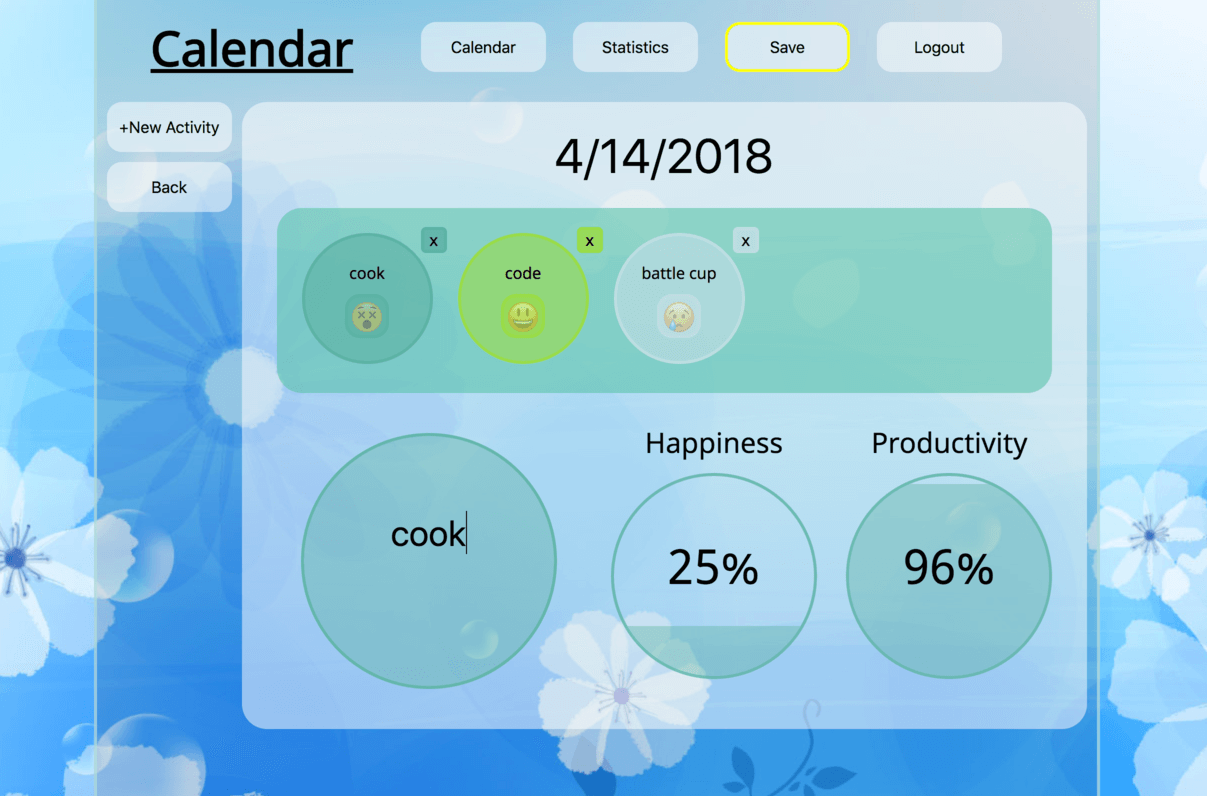 Calendar
Calendar
Statistics
Save
Logout
+New Activity
Back
4/14/2018
x
x
x
cook
code
battle cup
Happiness
Productivity
cook
25%
96%